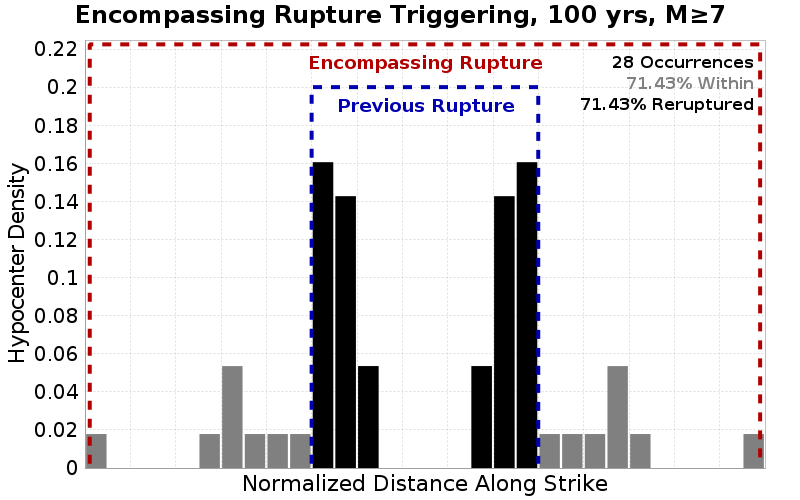 Encompassing Rupture Triggering, 100 yrs, M≥7
Encompassing Rupture
Previous Rupture
28 Occurrences
71.43% Within
71.43% Reruptured
Hypocenter Density
0.22
0.2
0.18
0.16
0.14
0.12
0.1
0.08
0.06
0.04
0.02
0
Normalized Distance Along Strike